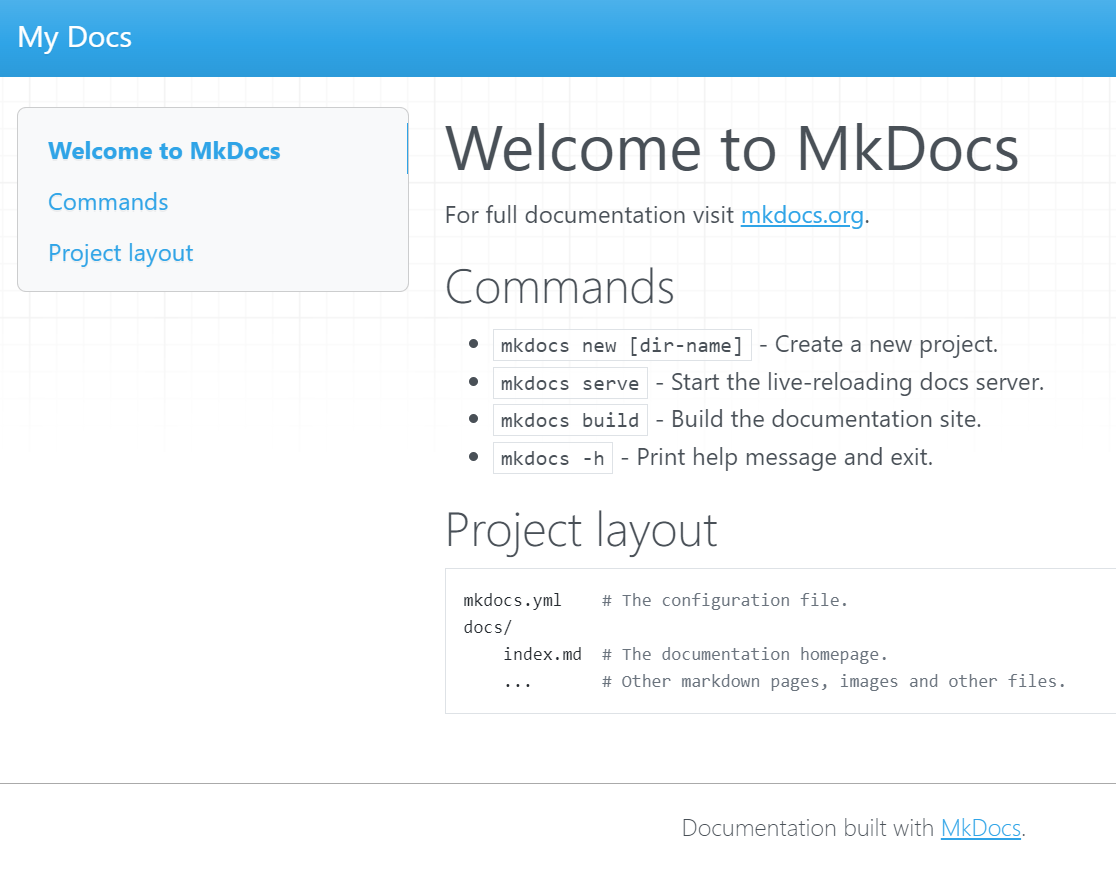 My Docs
Welcome to MkDocs
Commands
Project layout
Welcome to MkDocs
For full documentation visit mkdocs.org.
Commands
mkdocs new [dir-name] - Create a new project.
mkdocs serve - Start the live-reloading docs server.
mkdocs build - Build the documentation site.
mkdocs -h - Print help message and exit.
Project layout
mkdocs.yml    # The configuration file.
docs/
    index.md  # The documentation homepage.
    ...       # Other markdown pages, images and other files.
Documentation built with MkDocs.